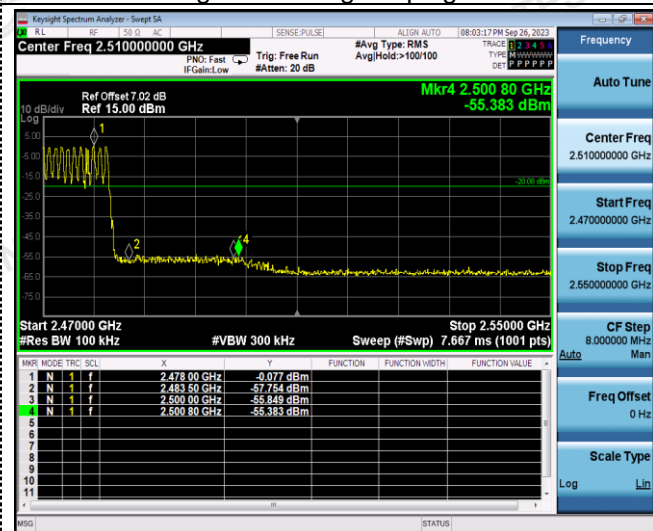 Keysight Spectrum Analyzer - Swept SA
RL RF 50 Ω AC SENSE:PULSE ALIGN AUTO 08:03:17 PM Sep 26, 2023
Center Freq 2.510000000 GHz
PNO: Fast
IFGain:Low
Trig: Free Run
#Atten: 20 dB
#Avg Type: RMS
Avg|Hold:>100/100
TRACE 1 2 3 4 5 6
TYPE M WWWWW
DET P P P P P P
Frequency
Auto Tune
Center Freq
2.510000000 GHz
Start Freq
2.470000000 GHz
Stop Freq
2.550000000 GHz
CF Step
8.000000 MHz
Auto Man
Freq Offset
0 Hz
Scale Type
Log Lin
Mkr4 2.500 80 GHz
-55.383 dBm
Ref Offset 7.02 dB
10 dB/div Ref 15.00 dBm
Log
5.00
-5.00
-15.0
-25.0
-35.0
-45.0
-55.0
-65.0
-75.0
1
2
4
-20.00 dBm
Start 2.47000 GHz Stop 2.55000 GHz
#Res BW 100 kHz #VBW 300 kHz Sweep (#Swp) 7.667 ms (1001 pts)
MKR MODE TRC SCL X Y FUNCTION FUNCTION WIDTH FUNCTION VALUE
1 N 1 f 2.478 00 GHz -0.077 dBm
2 N 1 f 2.483 50 GHz -57.754 dBm
3 N 1 f 2.500 00 GHz -55.849 dBm
4 N 1 f 2.500 80 GHz -55.383 dBm
5
6
7
8
9
10
11
MSG STATUS